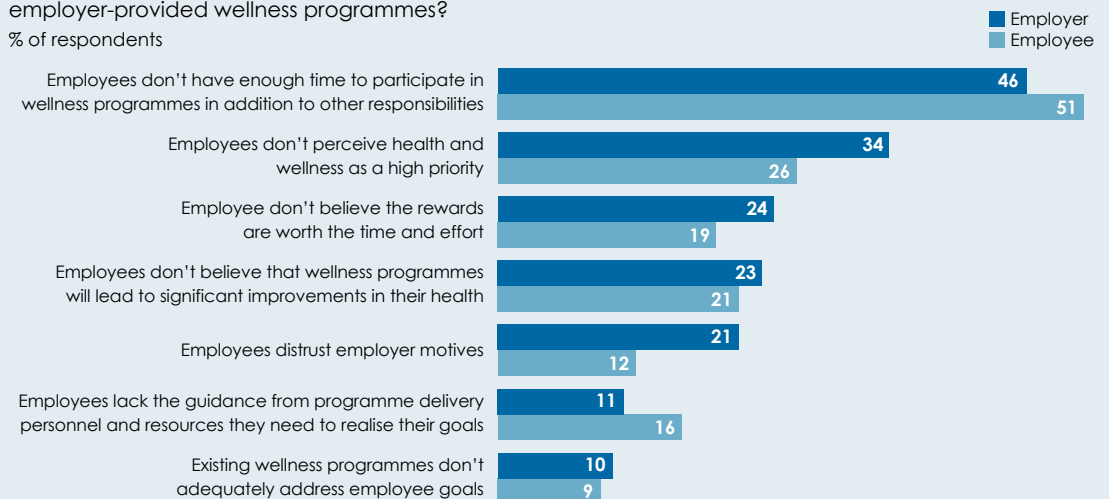 employer-provided wellness programmes?
% of respondents
Employer
Employee
Employees don't have enough time to participate in
wellness programmes in addition to other responsibilities
46
51
Employees don't perceive health and
wellness as a high priority
34
26
Employee don't believe the rewards
are worth the time and effort
24
19
Employees don't believe that wellness programmes
will lead to significant improvements in their health
23
21
Employees distrust employer motives
21
12
Employees lack the guidance from programme delivery
personnel and resources they need to realise their goals
11
16
Existing wellness programmes don't
adequately address employee goals
10
9